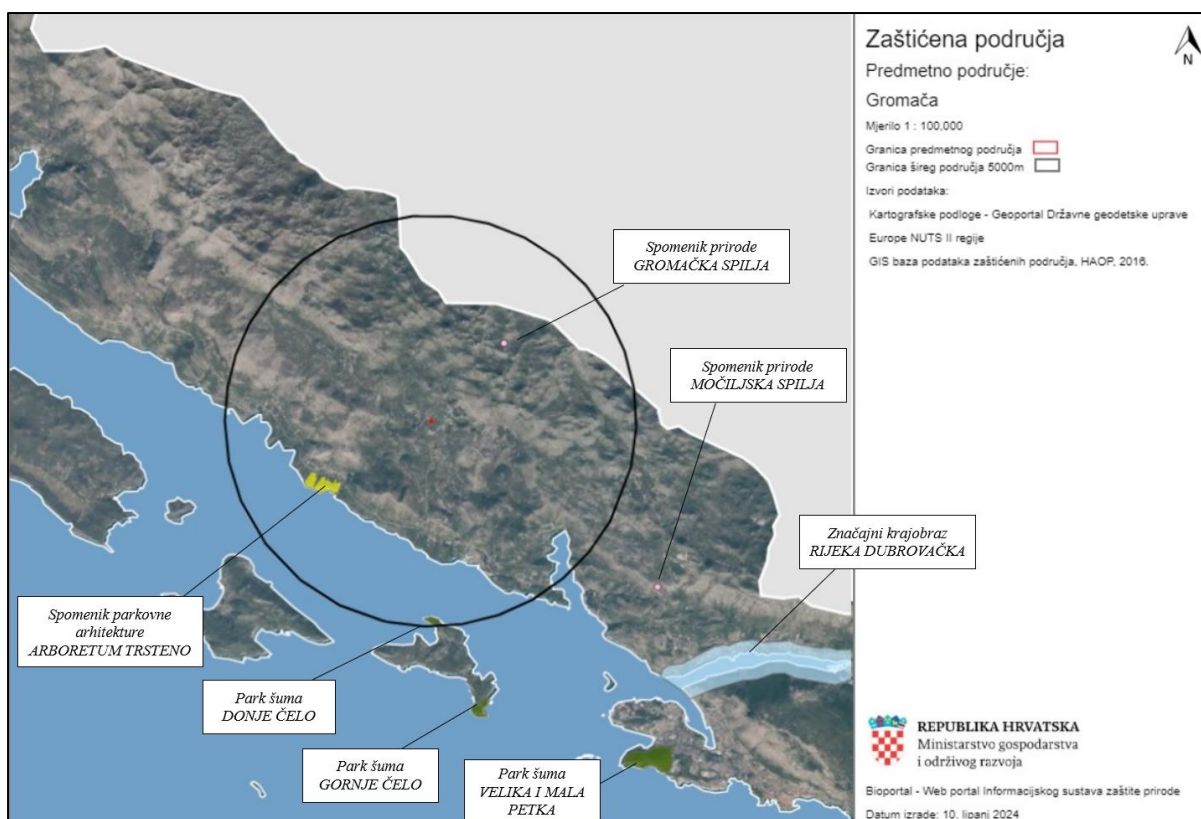 Spomenik prirode
GROMAČKA SPILJA
Spomenik prirode
MOČILJSKA SPILJA
Značajni krajobraz
RIJEKA DUBROVAČKA
Spomenik parkovne
arhitekture
ARBORETUM TRSTENO
Park šuma
DONJE ČELO
Park šuma
GORNJE ČELO
Park šuma
VELIKA I MALA
PETKA
Zaštićena područja
N
Predmetno područje:
Gromača
Mjerilo 1 : 100,000
Granica predmetnog područja
Granica šireg područja 5000m
Izvori podataka:
Kartografske podloge - Geoportal Državne geodetske uprave
Europe NUTS II regije
GIS baza podataka zaštićenih područja, HAOP, 2016.
REPUBLIKA HRVATSKA
Ministarstvo gospodarstva
i održivog razvoja
Bioportal - Web portal Informacijskog sustava zaštite prirode
Datum izrade: 10. lipanj 2024